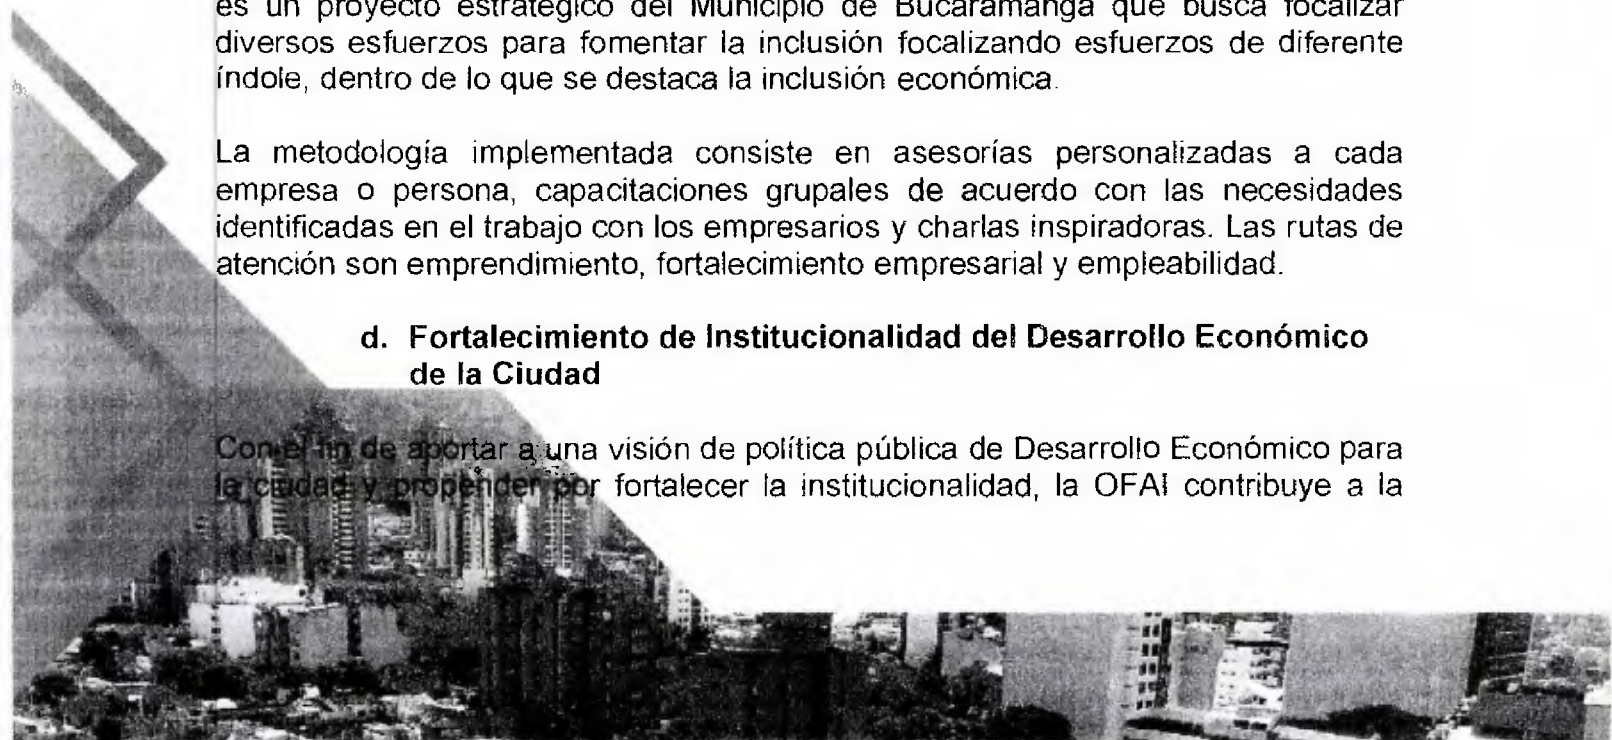 es un proyecto estratégico del Municipio de Bucaramanga que busca focalizar
diversos esfuerzos para fomentar la inclusión focalizando esfuerzos de diferente
índole, dentro de lo que se destaca la inclusión económica.
La metodología implementada consiste en asesorías personalizadas a cada
empresa o persona, capacitaciones grupales de acuerdo con las necesidades
identificadas en el trabajo con los empresarios y charlas inspiradoras. Las rutas de
atención son emprendimiento, fortalecimiento empresarial y empleabilidad.
d. Fortalecimiento de Institucionalidad del Desarrollo Económico
de la Ciudad
Con el fin de aportar a una visión de política pública de Desarrollo Económico para
la ciudad y propender por fortalecer la institucionalidad, la OFAI contribuye a la